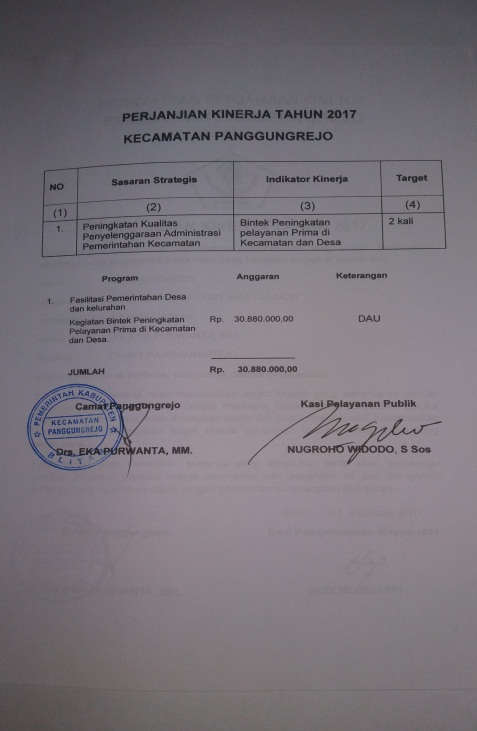 PERJANJIAN KINERJA TAHUN 2017
KECAMATAN PANGGUNGREJO
NO Sasaran Strategis Indikator Kinerja Target
(1) (2) (3) (4)
1. Peningkatan Kualitas Penyelenggaraan Administrasi Pemerintahan Kecamatan Bintek Peningkatan pelayanan Prima di Kecamatan dan Desa 2 kali
Program Anggaran Keterangan
1. Fasilitasi Pemerintahan Desa
dan kelurahan
Kegiatan Bintek Peningkatan Rp. 30.880.000,00 DAU
Pelayanan Prima di Kecamatan
dan Desa.
JUMLAH Rp. 30.880.000,00
Camat Panggungrejo Kasi Pelayanan Publik
PEMERINTAH KABUPATEN
KECAMATAN
PANGGUNGREJO
BLITAR
Drs. EKA PURWANTA, MM. NUGROHO WIDODO, S Sos